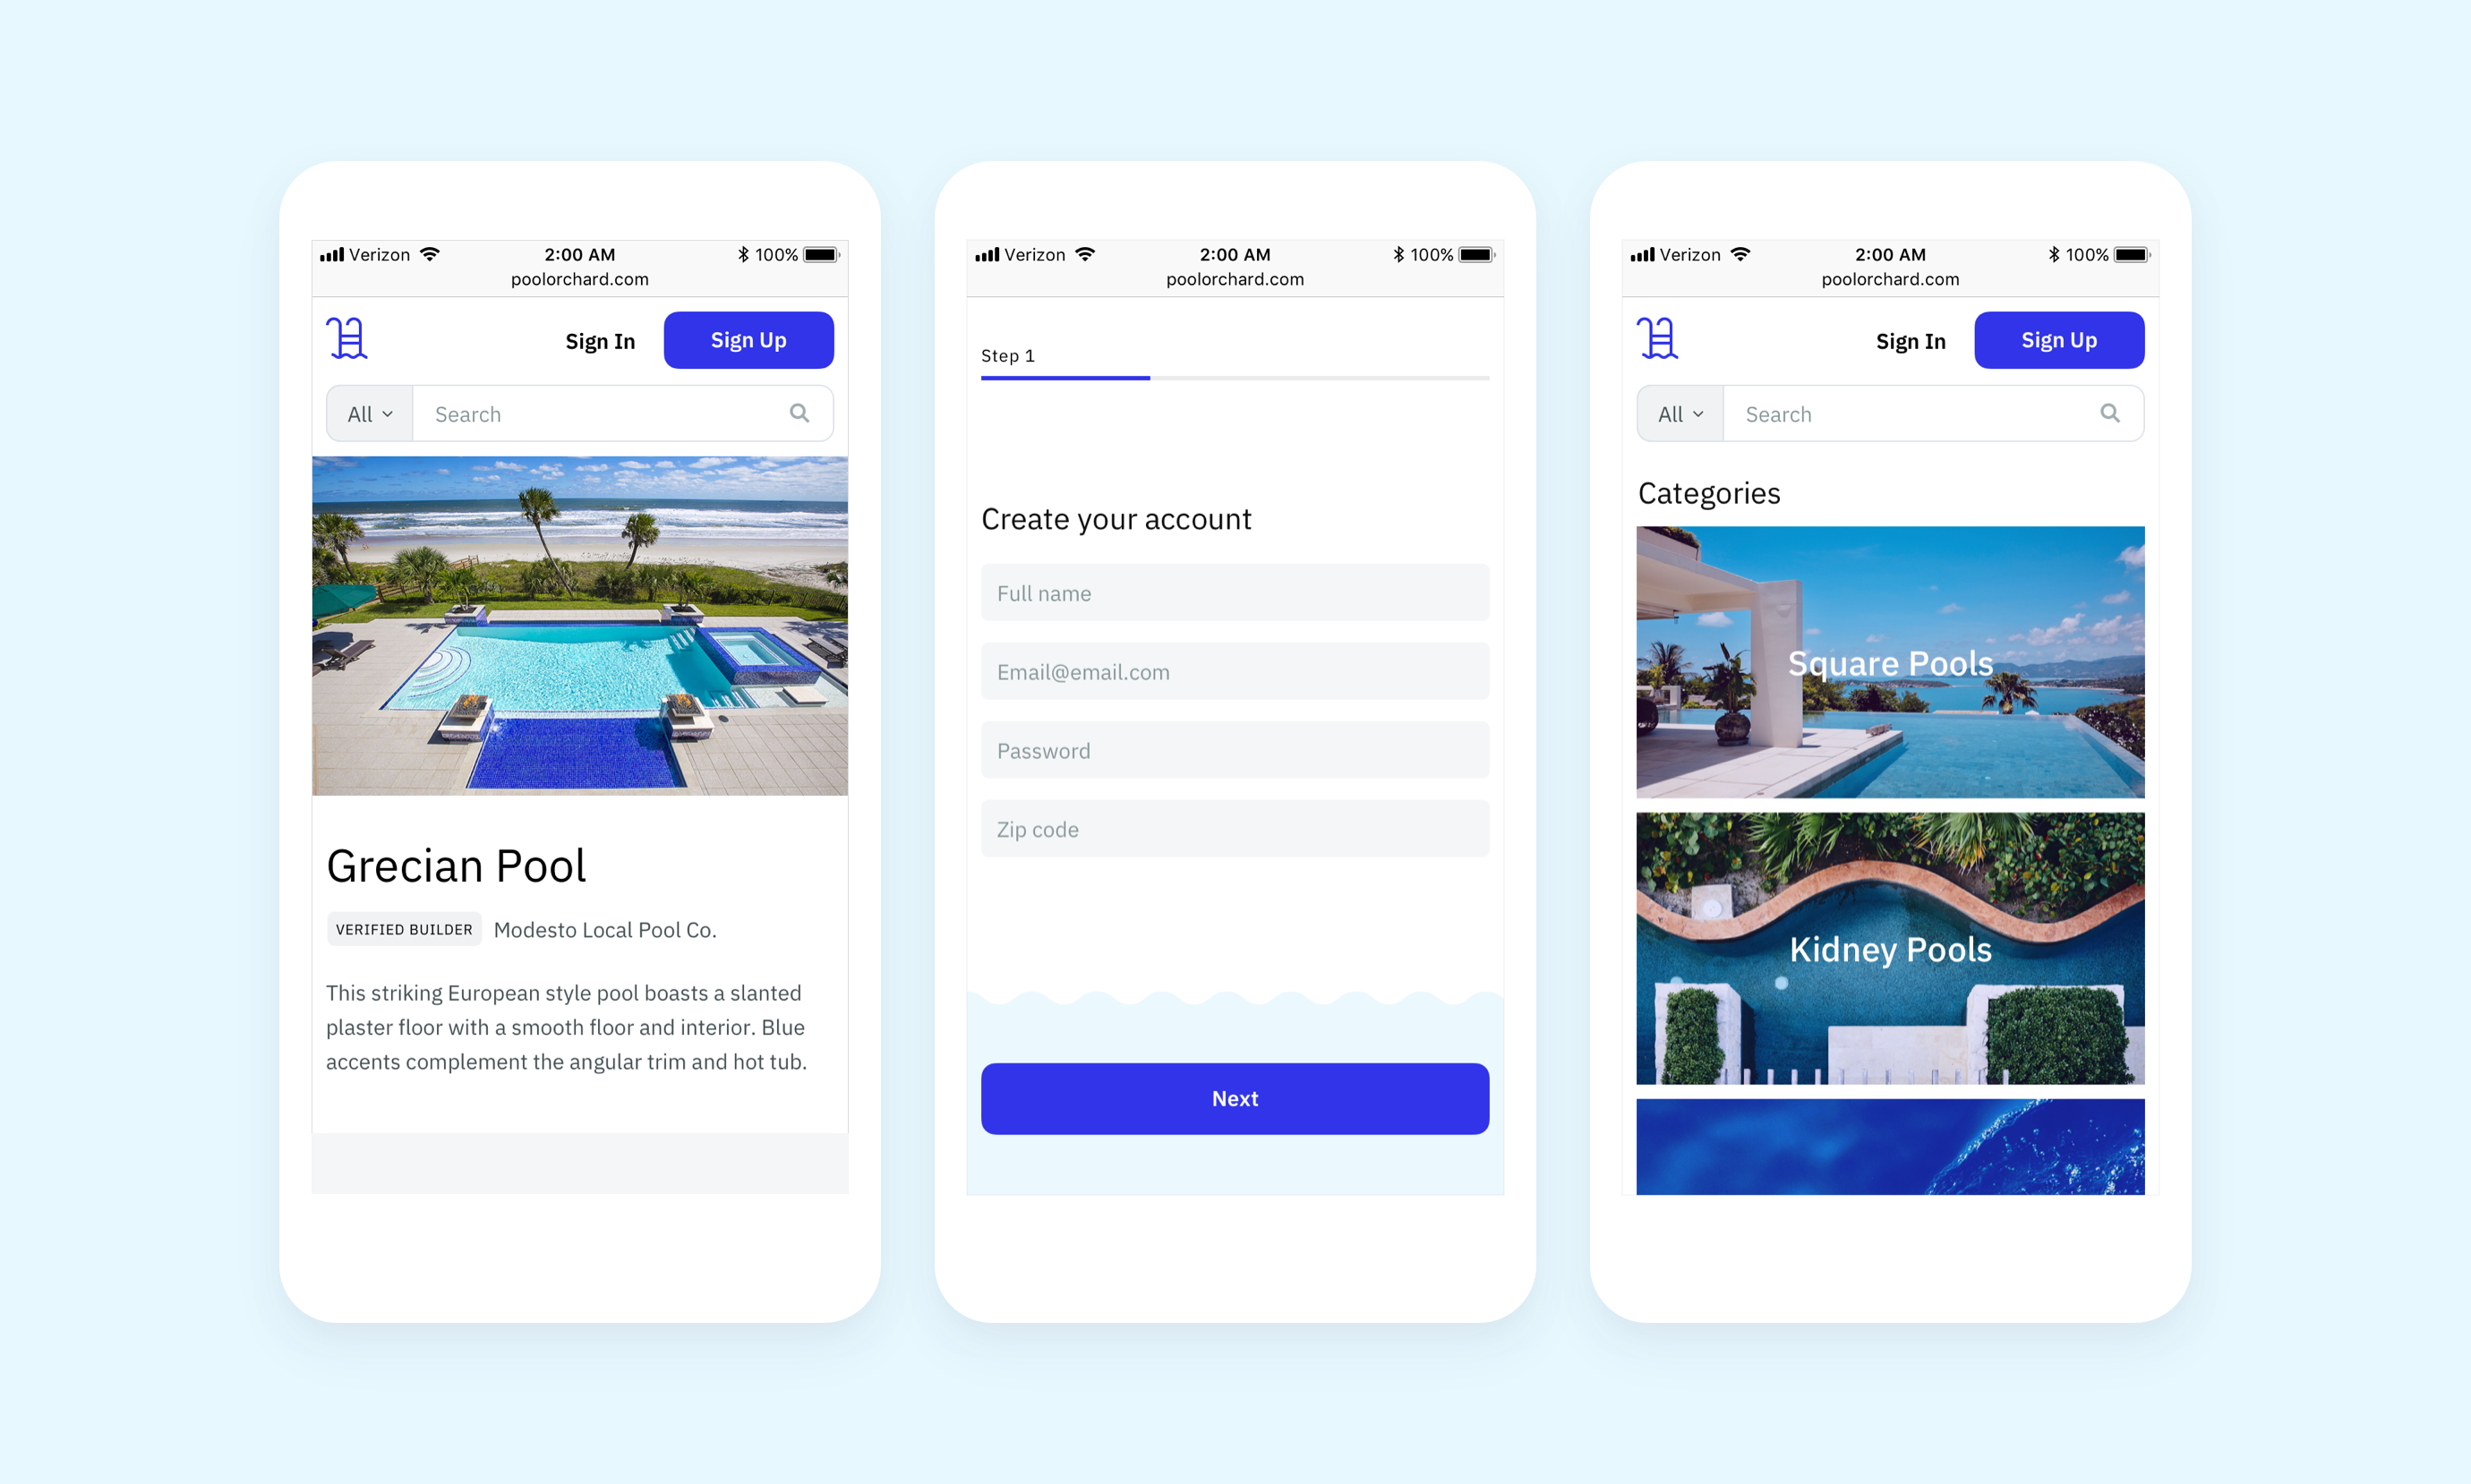 Verizon 2:00 AM 100%
poolorchard.com
Sign In Sign Up
All Search
Grecian Pool
VERIFIED BUILDER Modesto Local Pool Co.
This striking European style pool boasts a slanted
plaster floor with a smooth floor and interior. Blue
accents complement the angular trim and hot tub.
Verizon 2:00 AM 100%
poolorchard.com
Step 1
Create your account
Full name
Email@email.com
Password
Zip code
Next
Verizon 2:00 AM 100%
poolorchard.com
Sign In Sign Up
All Search
Categories
Square Pools
Kidney Pools